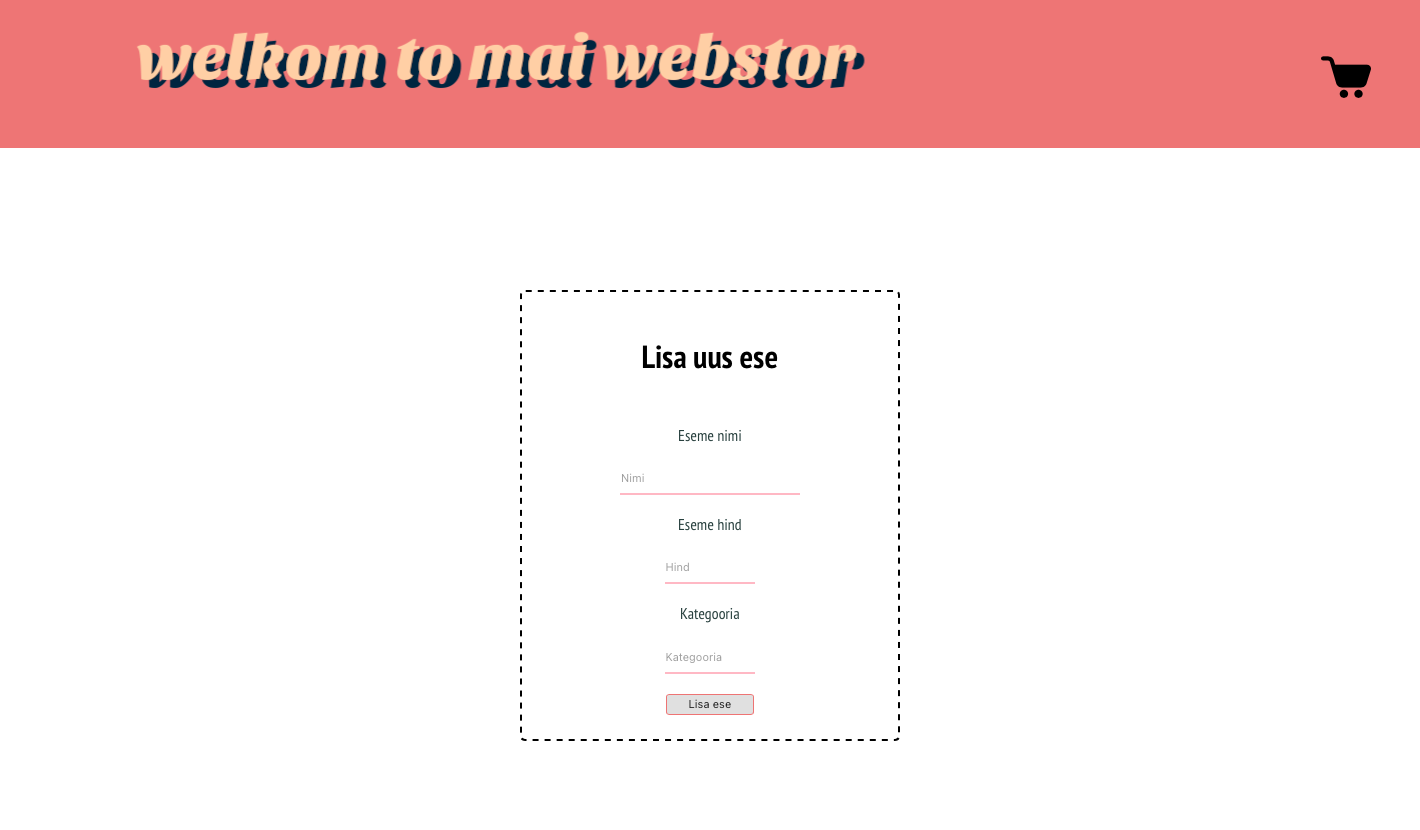 welkom to mai webstor
Lisa uus ese
Eseme nimi
Nimi
Eseme hind
Hind
Kategooria
Kategooria
Lisa ese